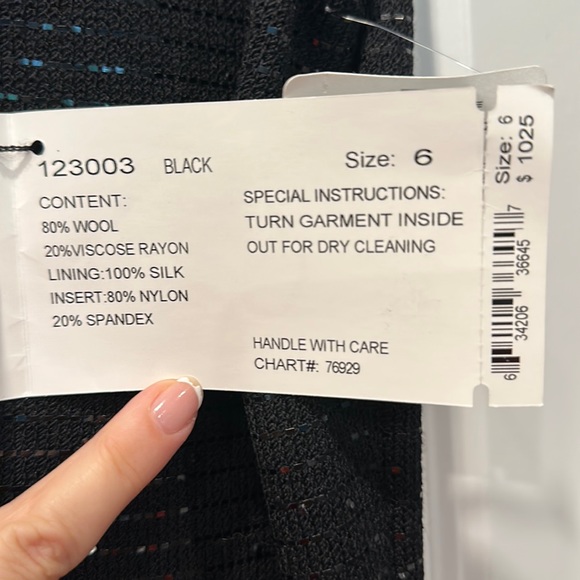 123003 BLACK Size: 6
CONTENT:
80% WOOL
20%VISCOSE RAYON
LINING:100% SILK
INSERT:80% NYLON
20% SPANDEX
SPECIAL INSTRUCTIONS:
TURN GARMENT INSIDE
OUT FOR DRY CLEANING
HANDLE WITH CARE
CHART#: 76929
Size: 6
$ 1025
6 34206 36645 7